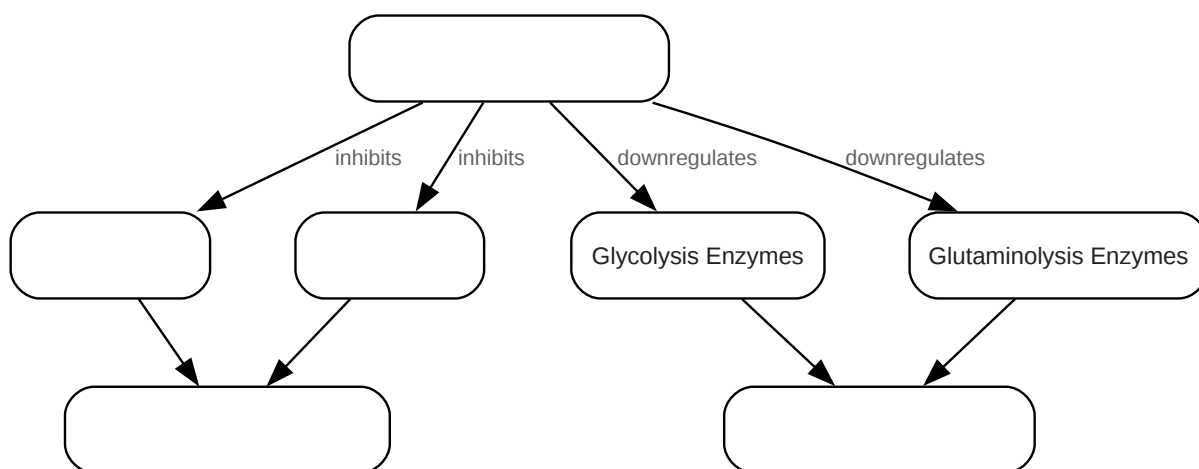 inhibits
inhibits
downregulates
downregulates
Glycolysis Enzymes
Glutaminolysis Enzymes